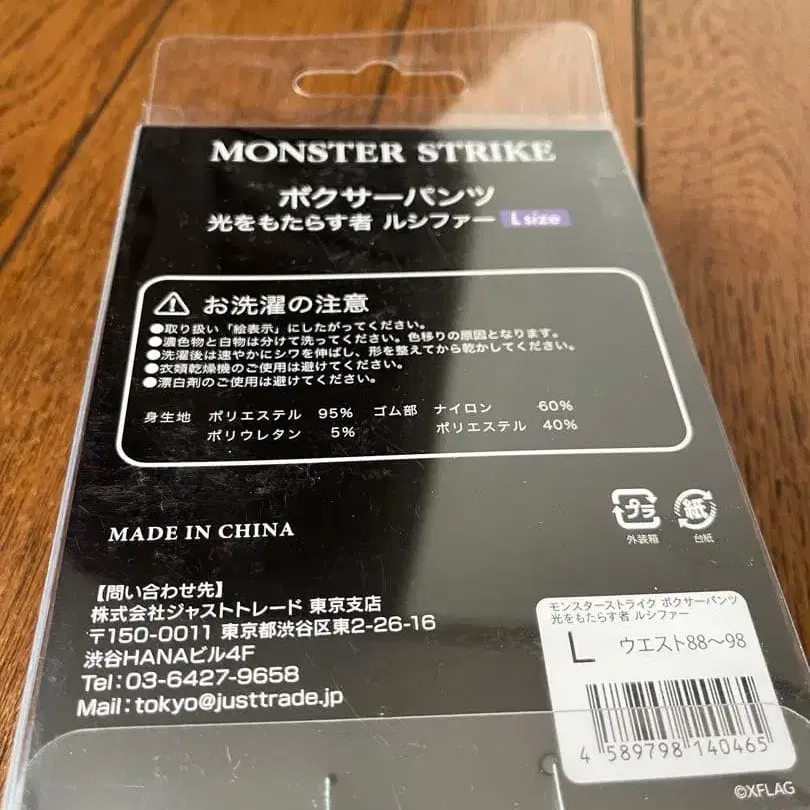 MONSTER STRIKE
ボクサーパンツ
光をもたらす者 ルシファー L size
お洗濯の注意
●取り扱い「絵表示」にしたがってください。
●濃色物と白物は分けて洗ってください。色移りの原因となります。
●洗濯後は速やかにシワを伸ばし、形を整えてから乾かしてください。
●衣類乾燥機のご使用は避けてください。
●漂白剤のご使用は避けてください。
身生地 ポリエステル 95% ゴム部 ナイロン 60%
ポリウレタン 5% ポリエステル 40%
プラ 紙
外装箱 台紙
MADE IN CHINA
【問い合わせ先】
株式会社ジャストトレード 東京支店
〒150-0011 東京都渋谷区東2-26-16
渋谷HANAビル4F
Tel:03-6427-9658
Mail:tokyo@justtrade.jp
モンスターストライク ボクサーパンツ
光をもたらす者 ルシファー
L ウエスト88～98
4 589798 140465
©XFLAG